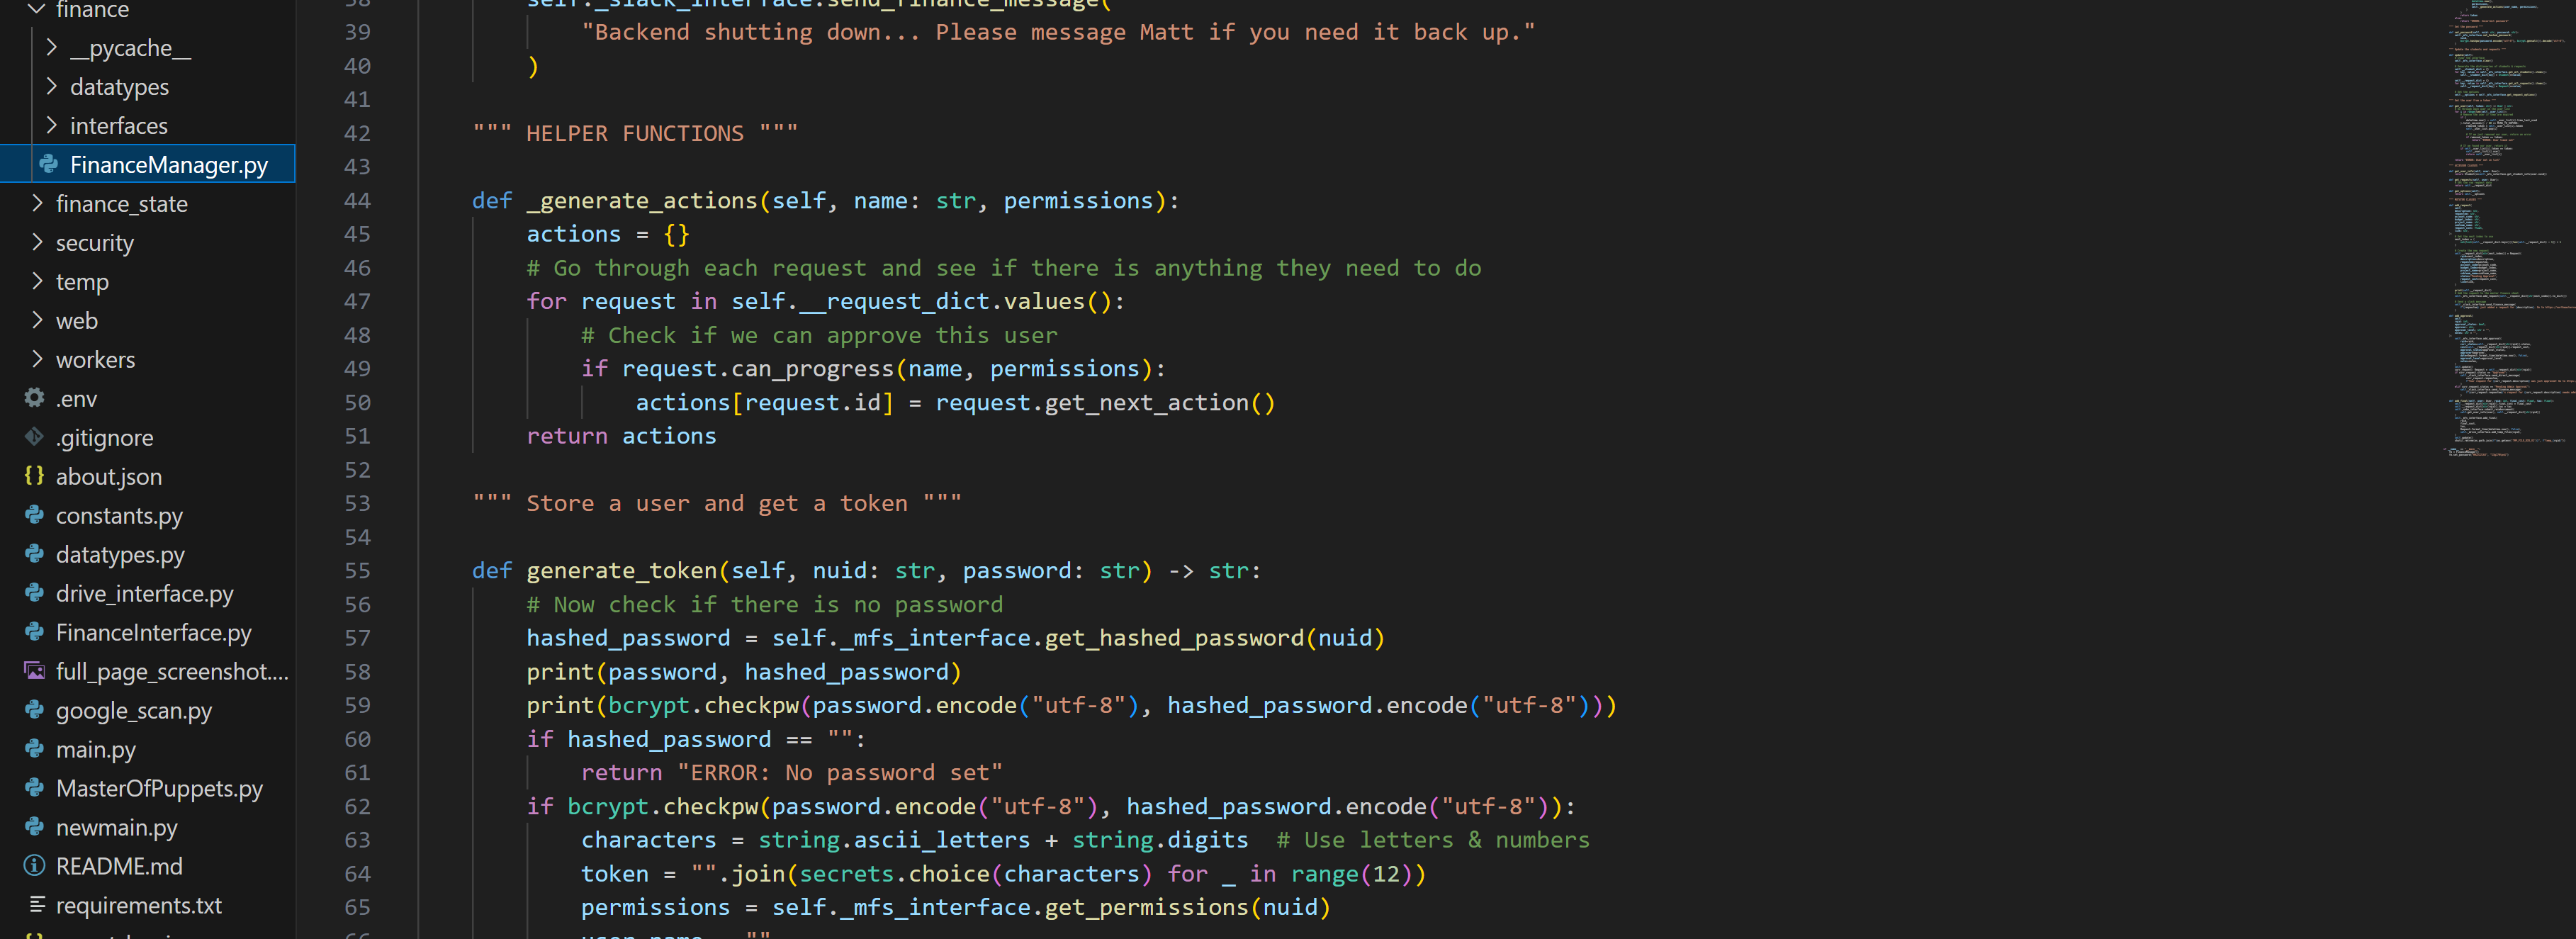 finance
__pycache__
datatypes
interfaces
FinanceManager.py
finance_state
security
temp
web
workers
.env
.gitignore
about.json
constants.py
datatypes.py
drive_interface.py
FinanceInterface.py
full_page_screenshot....
google_scan.py
main.py
MasterOfPuppets.py
newmain.py
README.md
requirements.txt
38 self._slack_interface.send_finance_message(
39 "Backend shutting down... Please message Matt if you need it back up."
40 )
41
42 """ HELPER FUNCTIONS """
43
44 def _generate_actions(self, name: str, permissions):
45 actions = {}
46 # Go through each request and see if there is anything they need to do
47 for request in self.__request_dict.values():
48 # Check if we can approve this user
49 if request.can_progress(name, permissions):
50 actions[request.id] = request.get_next_action()
51 return actions
52
53 """ Store a user and get a token """
54
55 def generate_token(self, nuid: str, password: str) -> str:
56 # Now check if there is no password
57 hashed_password = self._mfs_interface.get_hashed_password(nuid)
58 print(password, hashed_password)
59 print(bcrypt.checkpw(password.encode("utf-8"), hashed_password.encode("utf-8")))
60 if hashed_password == "":
61 return "ERROR: No password set"
62 if bcrypt.checkpw(password.encode("utf-8"), hashed_password.encode("utf-8")):
63 characters = string.ascii_letters + string.digits # Use letters & numbers
64 token = "".join(secrets.choice(characters) for _ in range(12))
65 permissions = self._mfs_interface.get_permissions(nuid)
66 user_name = ""